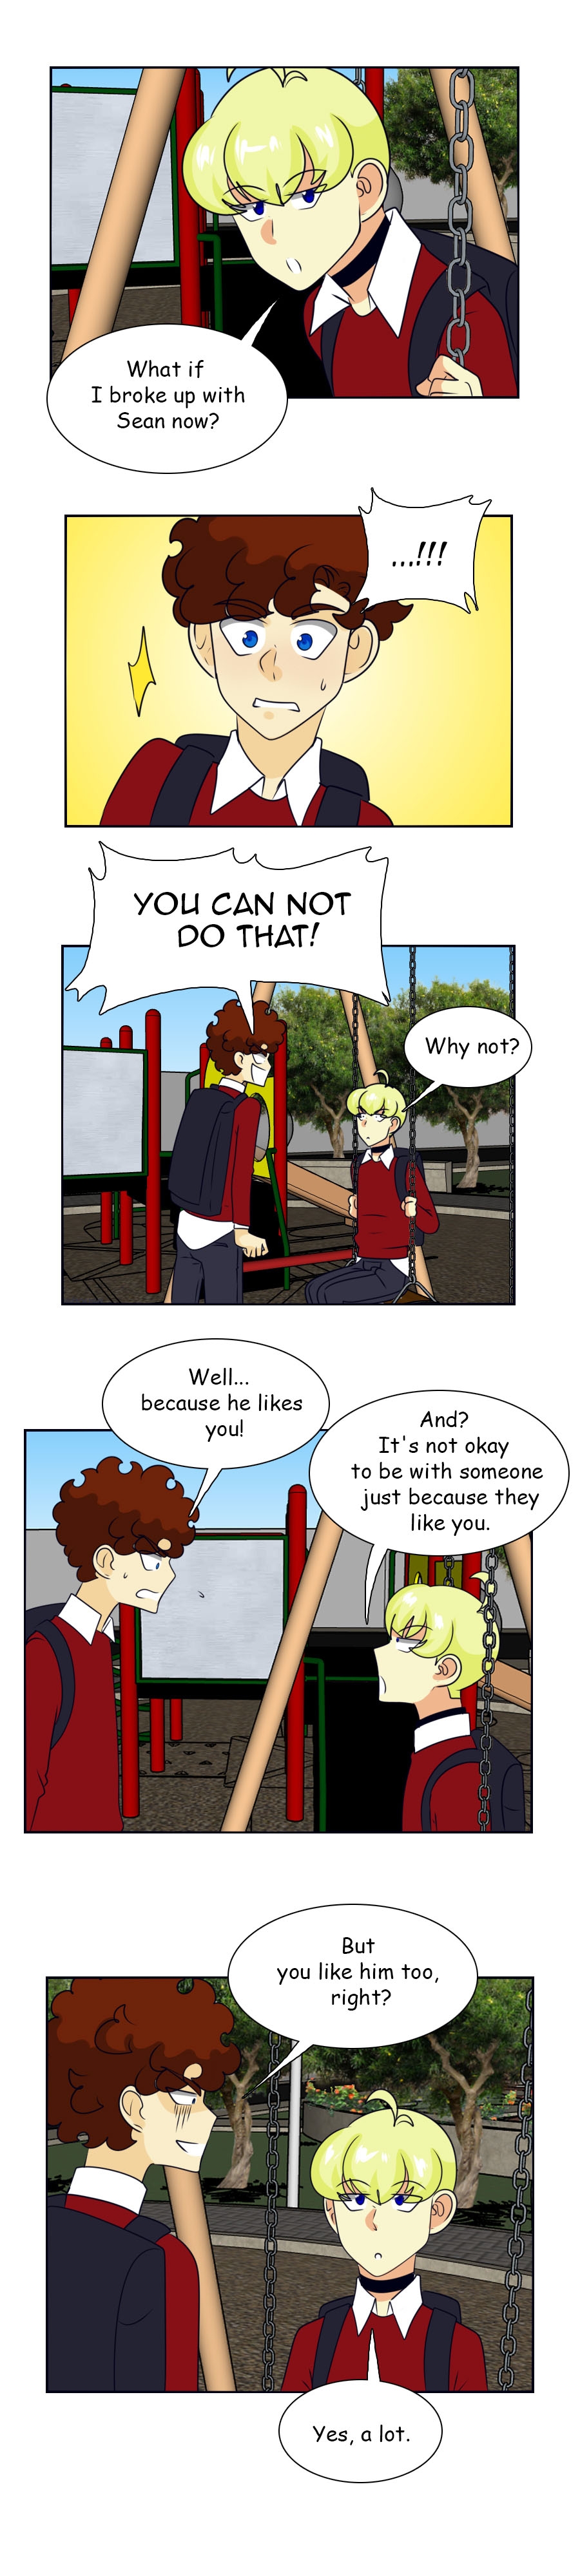 What if
I broke up with
Sean now?
...!!!
YOU CAN NOT
DO THAT!
Why not?
Well...
because he likes
you!
And?
It's not okay
to be with someone
just because they
like you.
But
you like him too,
right?
Yes, a lot.